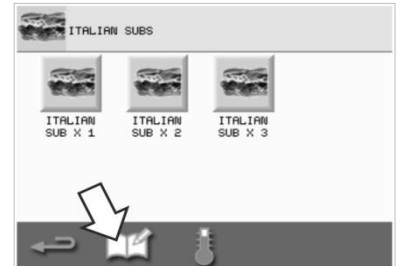 ITALIAN SUBS
ITALIAN SUB X 1
ITALIAN SUB X 2
ITALIAN SUB X 3